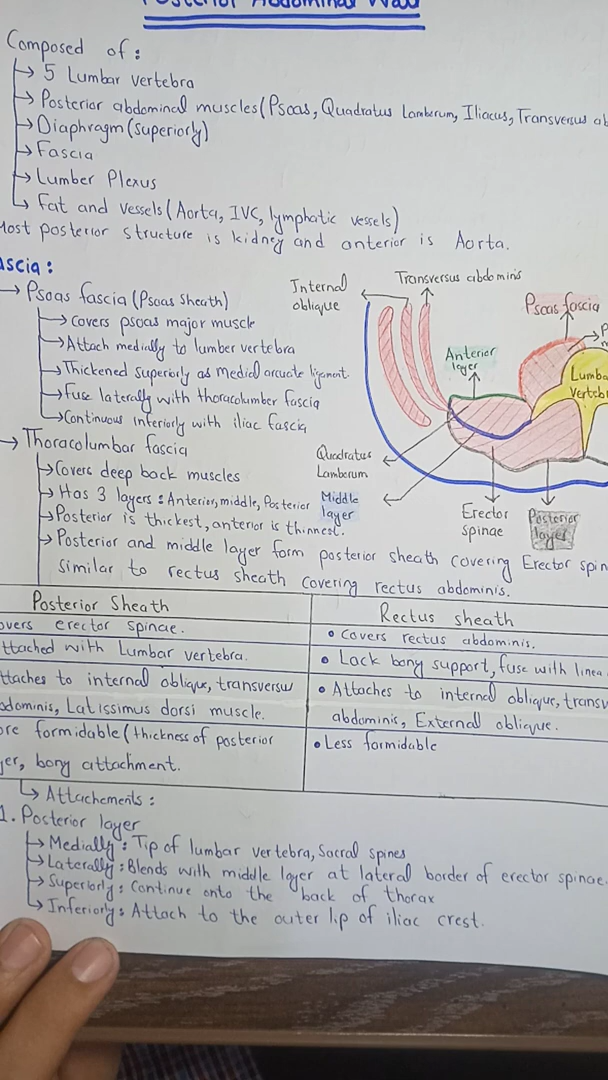 Posterior Abdominal Wall
Composed of:
→ 5 Lumbar vertebra
→ Posterior abdominal muscles (Psoas, Quadratus Lamberum, Iliacus, Transversus ab
→ Diaphragm (superiorly)
→ Fascia
→ Lumber Plexus
→ Fat and vessels (Aorta, IVC, lymphatic vessels)
Most posterior structure is kidney and anterior is Aorta.
ascia:
→ Psoas fascia (Psoas Sheath)
→ Covers psoas major muscle
→ Attach medially to lumber vertebra
→ Thickened superiorly as medial arcuate ligament
→ Fuse laterally with thoracolumber fascia
→ Continuous inferiorly with iliac fascia
Internal
oblique
Transversus abdominis
Psoas fascia
Anterior
layer
Lumba
Vertebr
Quadratus
Lamberum
Middle
layer
Erector
spinae
Posterior
layer
→ Thoracolumbar fascia
→ Covers deep back muscles
→ Has 3 layers: Anterior, middle, Posterior
→ Posterior is thickest, anterior is thinnest.
→ Posterior and middle layer form posterior sheath covering Erector spin
similar to rectus sheath covering rectus abdominis.
Posterior Sheath
overs erector spinae.
ttached with Lumbar vertebra.
ttaches to internal oblique, transversu
bdominis, Latissimus dorsi muscle.
ore formidable (thickness of posterior
yer, bony attachment.
Rectus sheath
• Covers rectus abdominis.
• Lack bony support, fuse with linea
• Attaches to internal oblique, transv
abdominis, External oblique.
• Less formidable
→ Attachements:
1. Posterior layer
→ Medially: Tip of lumbar vertebra, Sacral spines
→ Laterally: Blends with middle layer at lateral border of erector spinae.
→ Superiorly: Continue onto the back of thorax
→ Inferiorly: Attach to the outer lip of iliac crest.